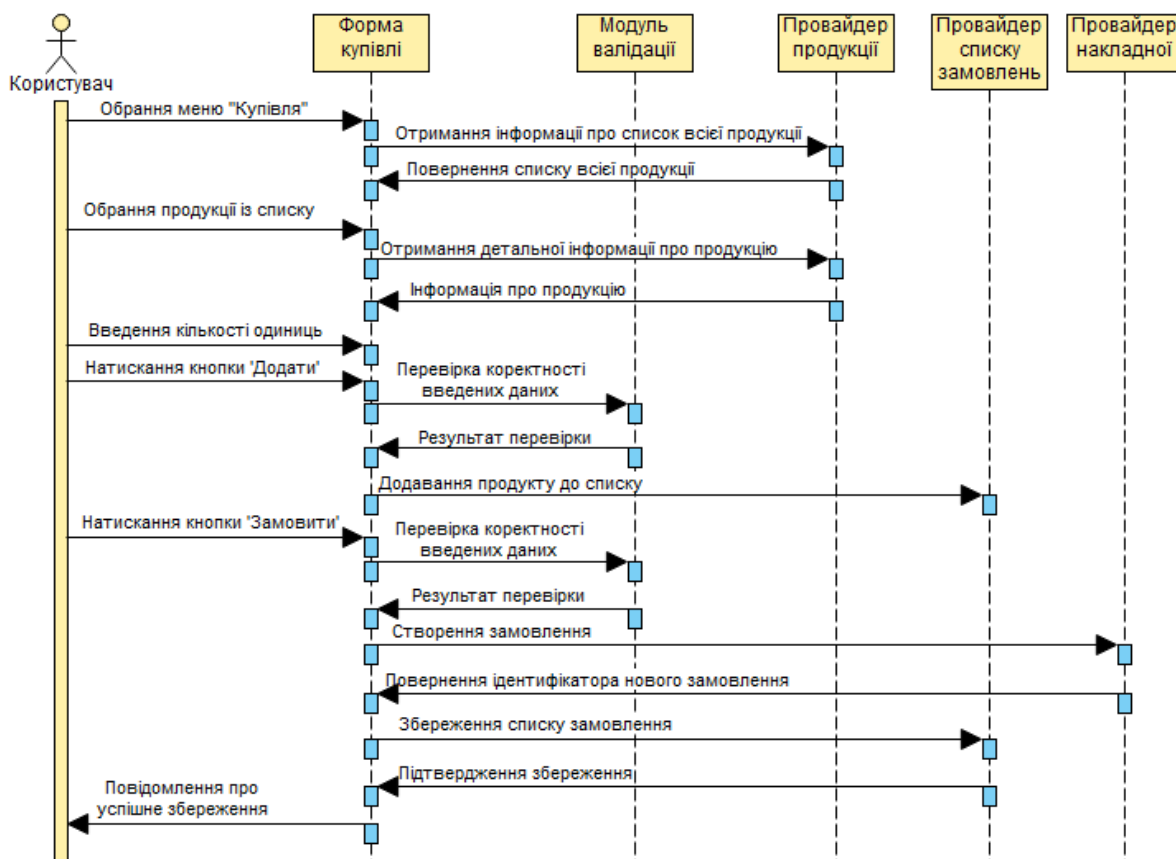 Форма
купівлі
Модуль
валідації
Провайдер
продукції
Провайдер
списку
замовлень
Провайдер
накладної
Користувач
Обрання меню "Купівля"
Отримання інформації про список всієї продукції
Повернення списку всієї продукції
Обрання продукції із списку
Отримання детальної інформації про продукцію
Інформація про продукцію
Введення кількості одиниць
Натискання кнопки 'Додати'
Перевірка коректності
введених даних
Результат перевірки
Додавання продукту до списку
Натискання кнопки 'Замовити'
Перевірка коректності
введених даних
Результат перевірки
Створення замовлення
Повернення ідентифікатора нового замовлення
Збереження списку замовлення
Підтвердження збереження
Повідомлення про
успішне збереження